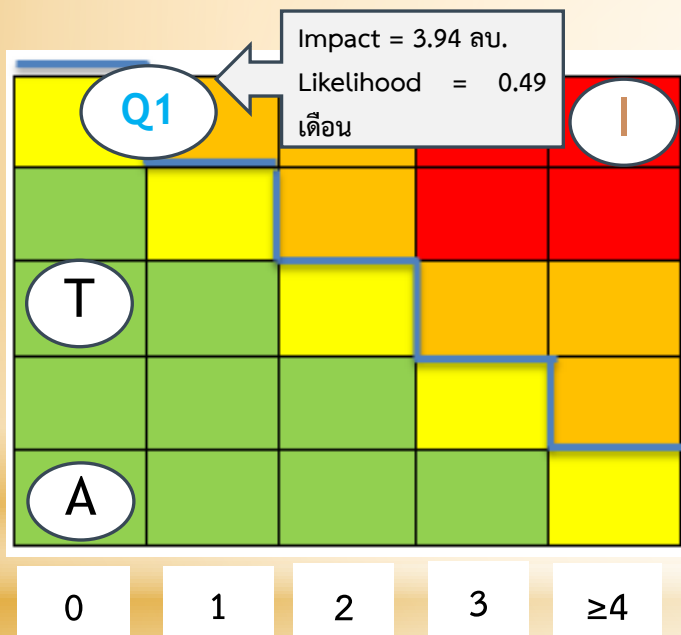 Impact = 3.94 ลบ.
Likelihood = 0.49
เดือน
Q1
I
T
A
0 1 2 3 ≥4